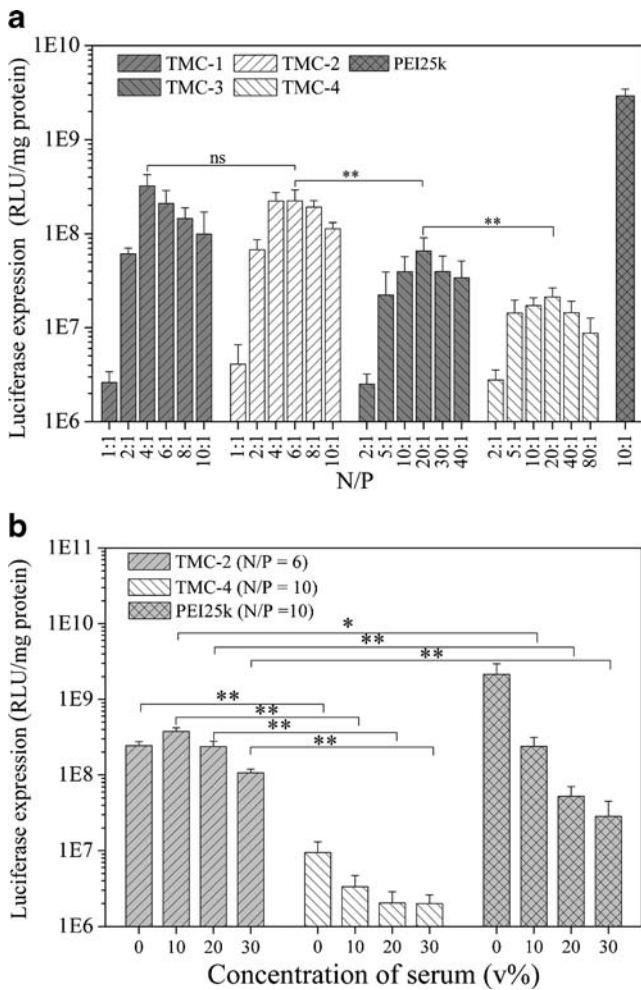 a
1E10
1E9
1E8
1E7
1E6
Luciferase expression (RLU/mg protein)
TMC-1 TMC-2 PEI25k
TMC-3 TMC-4
ns
**
**
1:1 2:1 4:1 6:1 8:1 10:1 1:1 2:1 4:1 6:1 8:1 10:1 2:1 5:1 10:1 20:1 30:1 40:1 2:1 5:1 10:1 20:1 40:1 80:1 10:1
N/P
b
1E11
1E10
1E9
1E8
1E7
1E6
Luciferase expression (RLU/mg protein)
TMC-2 (N/P = 6)
TMC-4 (N/P = 10)
PEI25k (N/P =10)
*
**
**
**
**
**
**
0 10 20 30 0 10 20 30 0 10 20 30
Concentration of serum (v%)